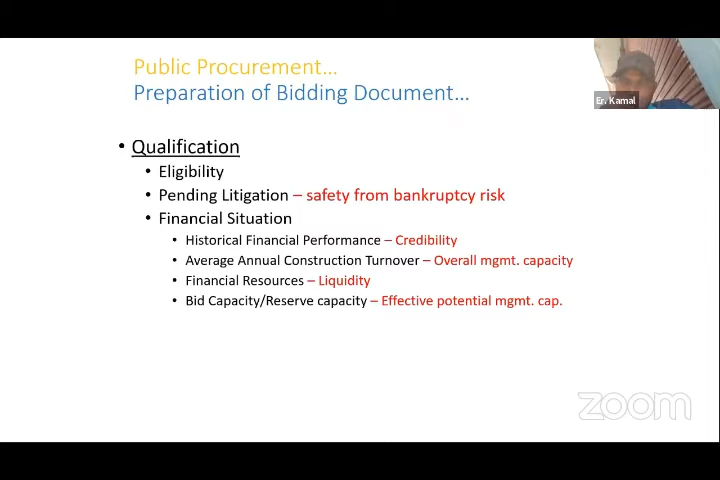 Public Procurement...
Preparation of Bidding Document...
Er. Kamal
• Qualification
• Eligibility
• Pending Litigation – safety from bankruptcy risk
• Financial Situation
• Historical Financial Performance – Credibility
• Average Annual Construction Turnover – Overall mgmt. capacity
• Financial Resources – Liquidity
• Bid Capacity/Reserve capacity – Effective potential mgmt. cap.
zoom